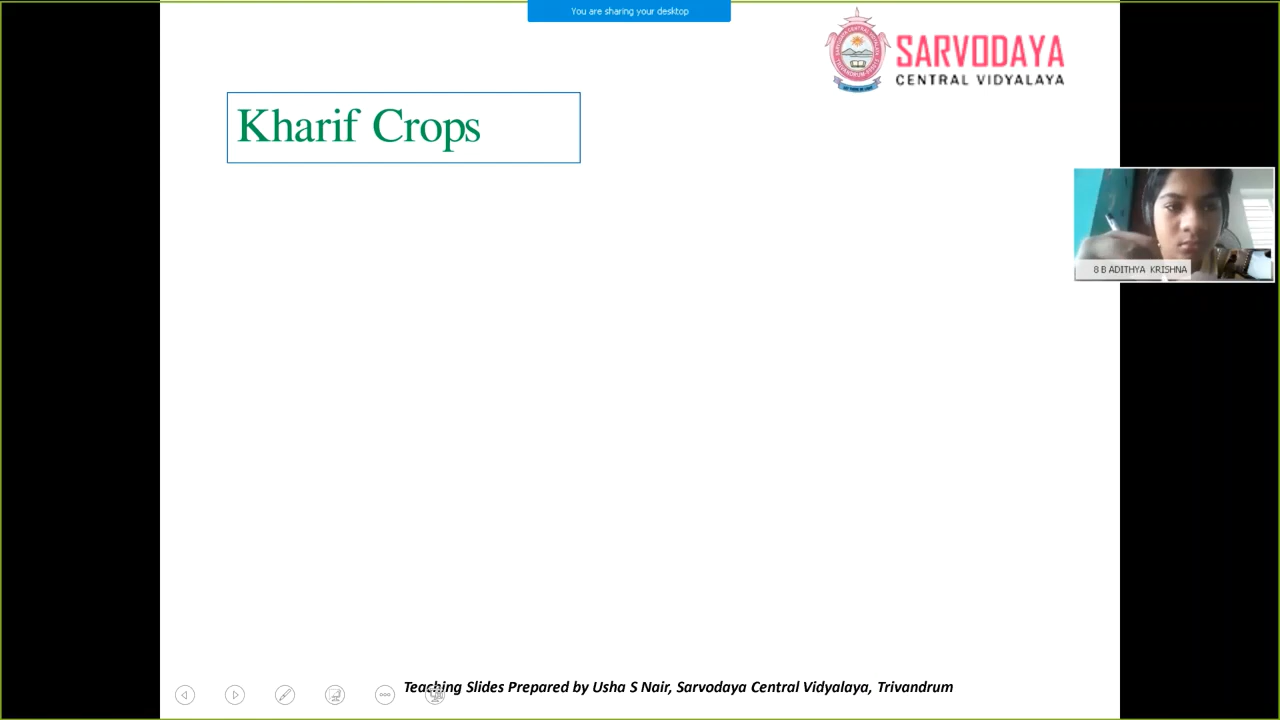 You are sharing your desktop
SARVODAYA
CENTRAL VIDYALAYA
Kharif Crops
8 B ADITHYA KRISHNA
Teaching Slides Prepared by Usha S Nair, Sarvodaya Central Vidyalaya, Trivandrum